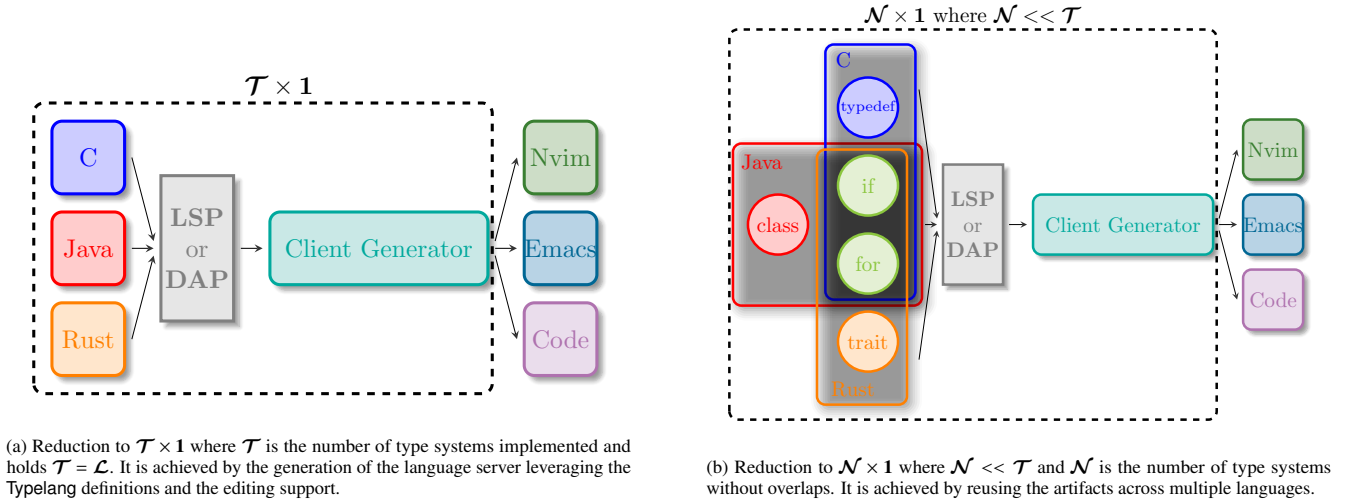 𝓣 × 1
C
Java
Rust
LSP
or
DAP
Client Generator
Nvim
Emacs
Code
(a) Reduction to 𝓣 × 1 where 𝓣 is the number of type systems implemented and
holds 𝓣 = 𝓛. It is achieved by the generation of the language server leveraging the
Typelang definitions and the editing support.
𝓝 × 1 where 𝓝 << 𝓣
C
typedef
Java
if
class
for
trait
Rust
LSP
or
DAP
Client Generator
Nvim
Emacs
Code
(b) Reduction to 𝓝 × 1 where 𝓝 << 𝓣 and 𝓝 is the number of type systems
without overlaps. It is achieved by reusing the artifacts across multiple languages.